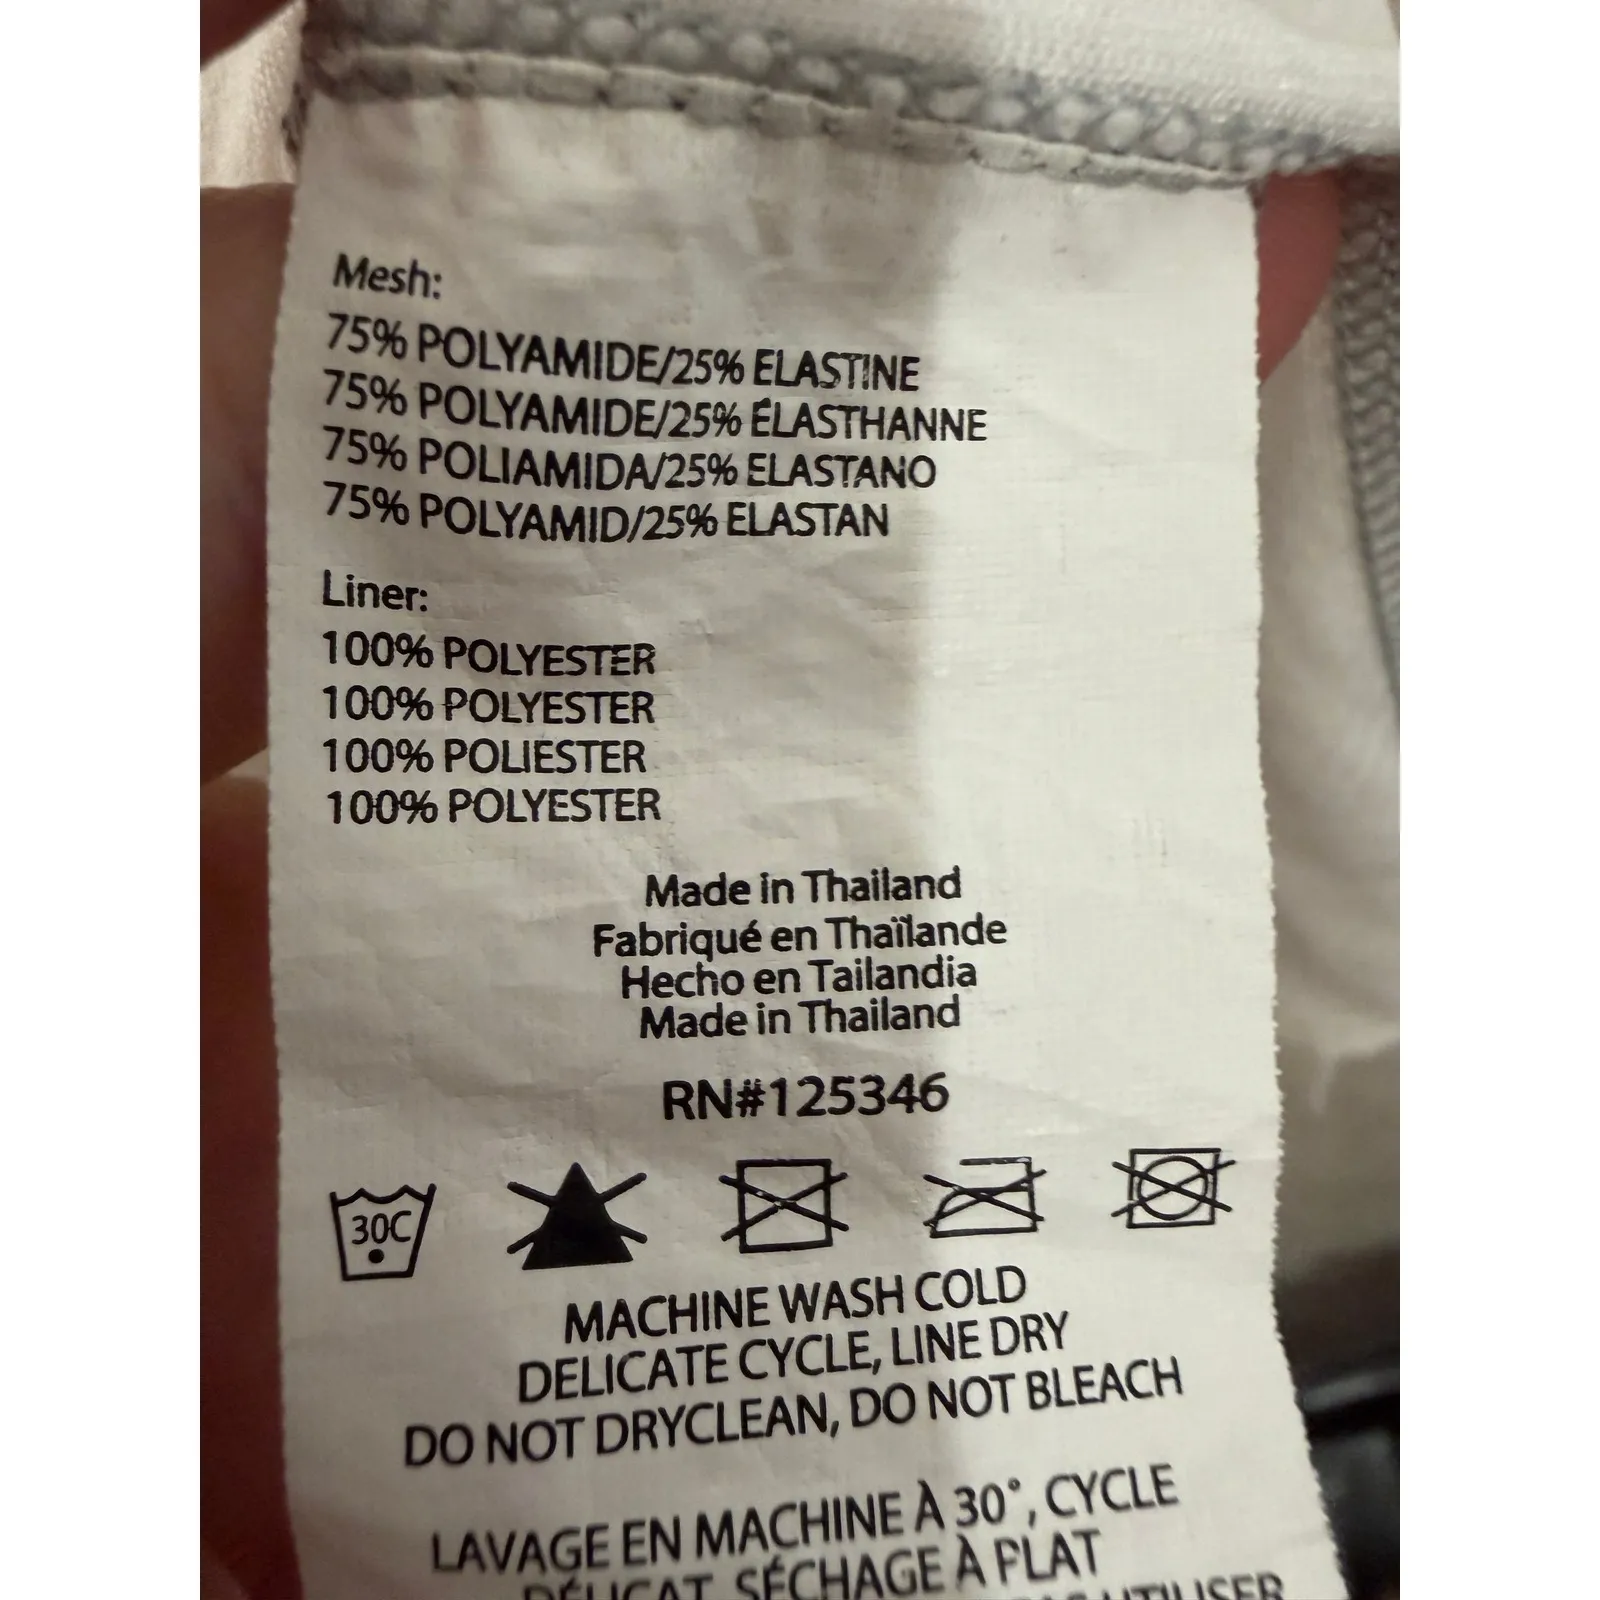 Mesh:
75% POLYAMIDE/25% ELASTINE
75% POLYAMIDE/25% ÉLASTHANNE
75% POLIAMIDA/25% ELASTANO
75% POLYAMID/25% ELASTAN
Liner:
100% POLYESTER
100% POLYESTER
100% POLIESTER
100% POLYESTER
Made in Thailand
Fabriqué en Thaïlande
Hecho en Tailandia
Made in Thailand
RN#125346
30C
MACHINE WASH COLD
DELICATE CYCLE, LINE DRY
DO NOT DRYCLEAN, DO NOT BLEACH
LAVAGE EN MACHINE À 30°, CYCLE
DÉLICAT, SÉCHAGE À PLAT
UTILISER